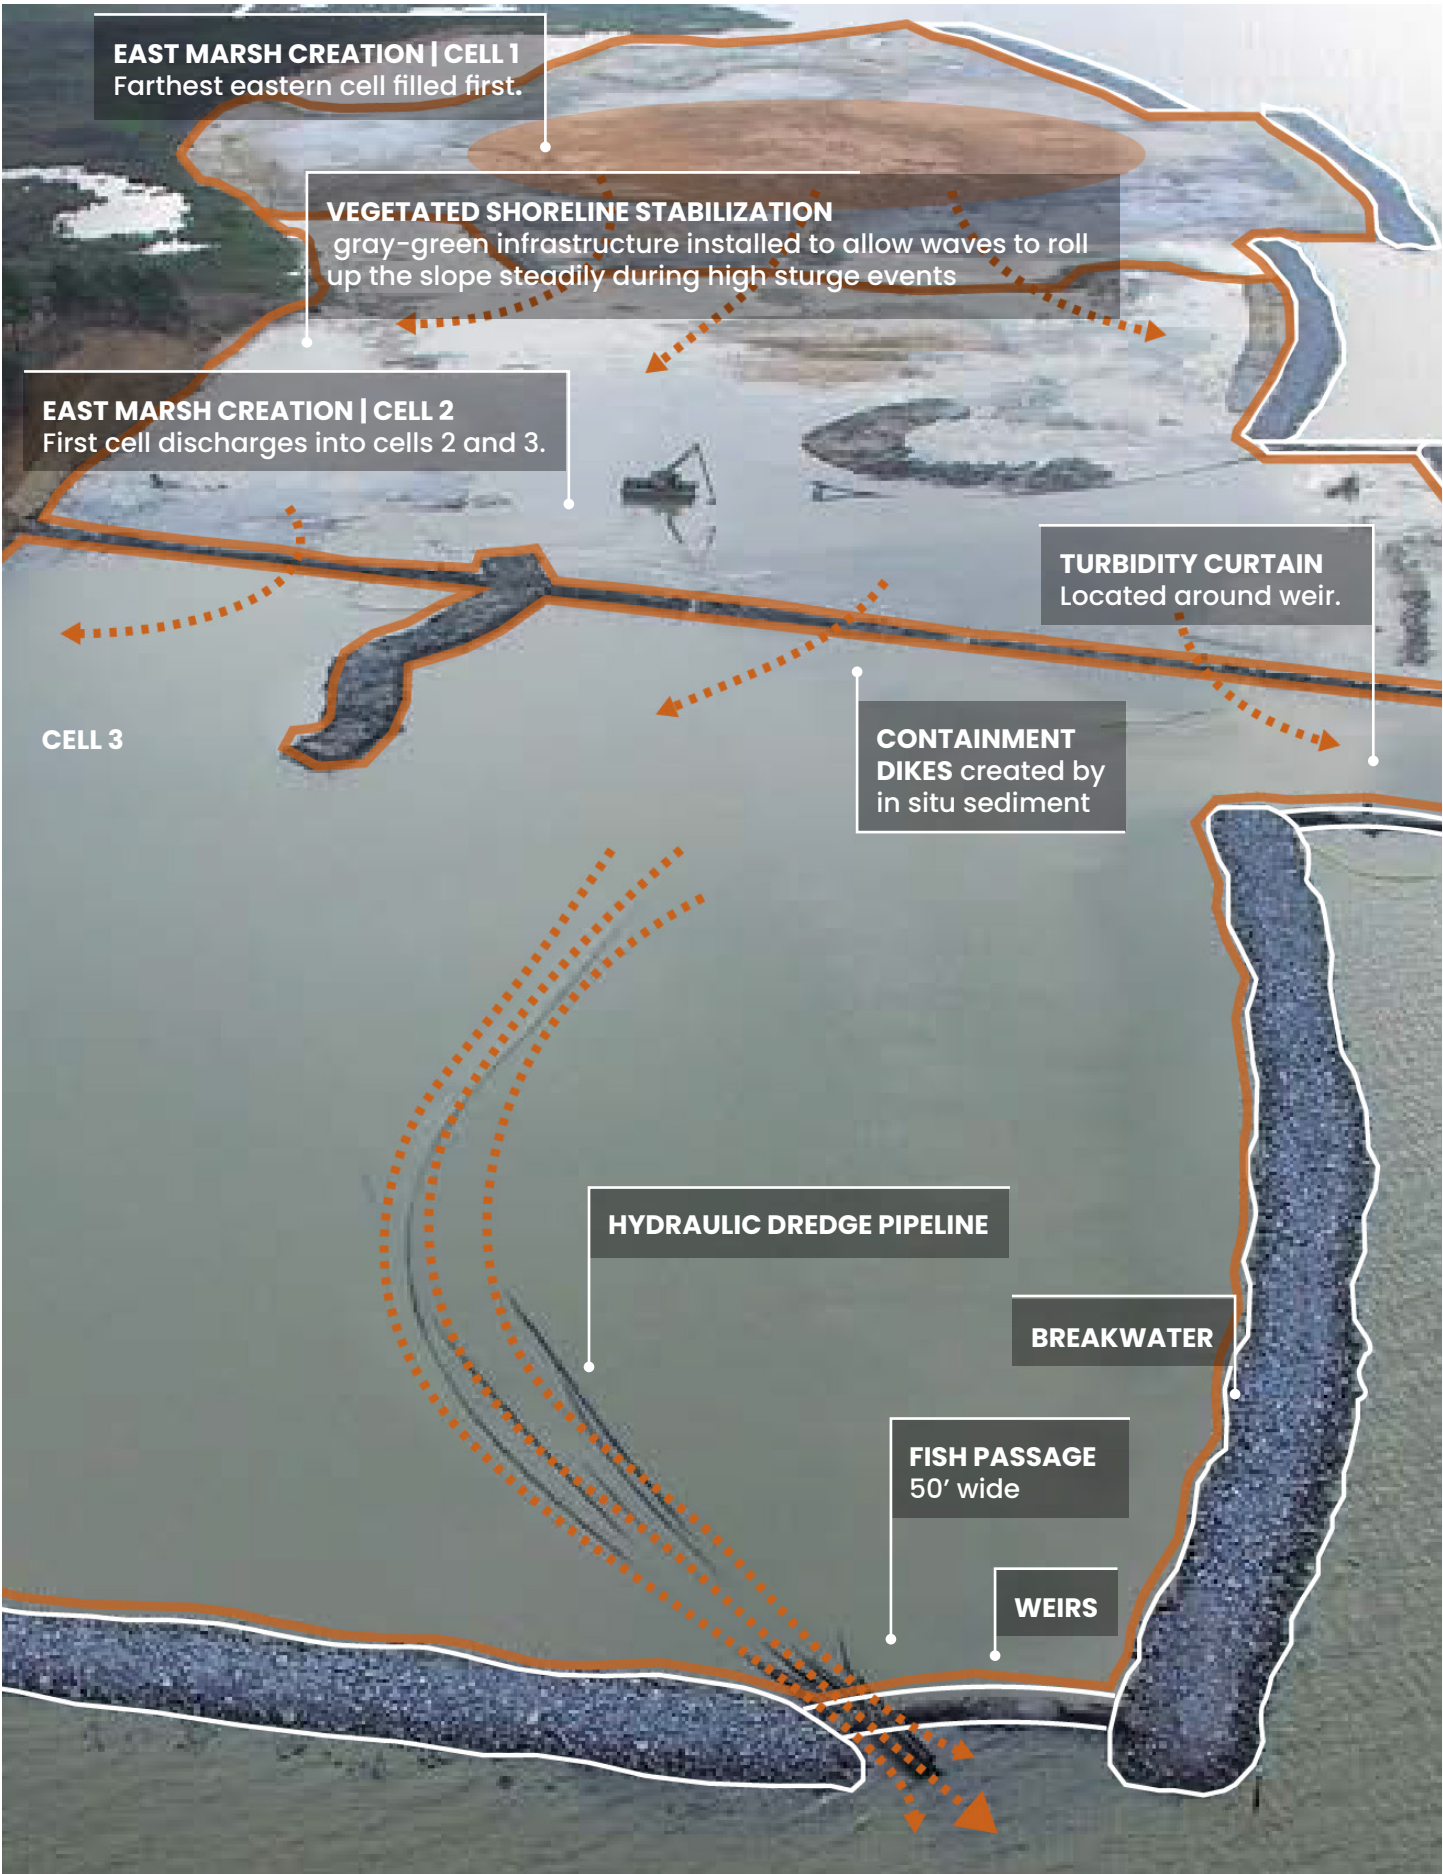 EAST MARSH CREATION | CELL 1
Farthest eastern cell filled first.
VEGETATED SHORELINE STABILIZATION
gray-green infrastructure installed to allow waves to roll
up the slope steadily during high sturge events
EAST MARSH CREATION | CELL 2
First cell discharges into cells 2 and 3.
TURBIDITY CURTAIN
Located around weir.
CELL 3
CONTAINMENT
DIKES created by
in situ sediment
HYDRAULIC DREDGE PIPELINE
BREAKWATER
FISH PASSAGE
50’ wide
WEIRS